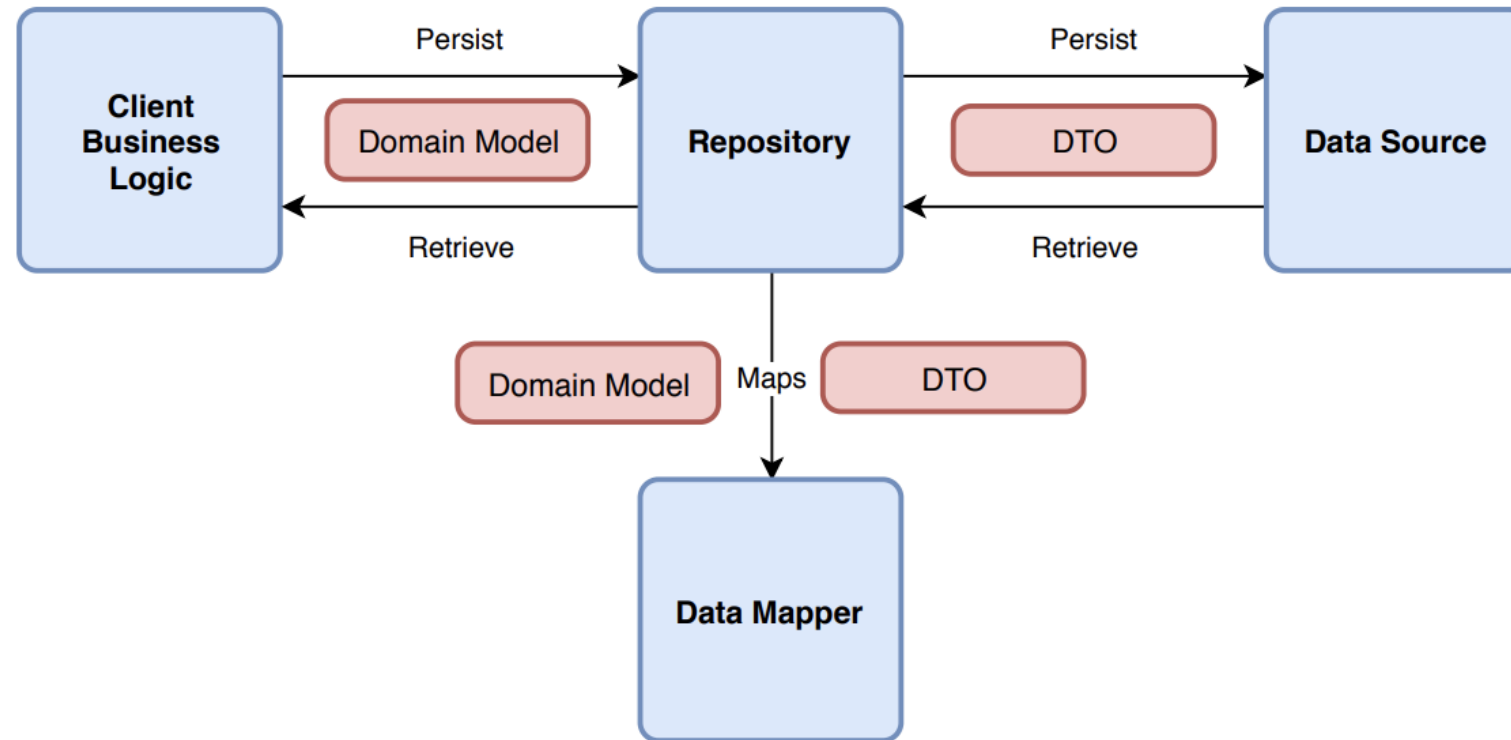 Persist
Persist
Client
Business
Logic
Domain Model
Repository
DTO
Data Source
Retrieve
Retrieve
Domain Model
Maps
DTO
Data Mapper